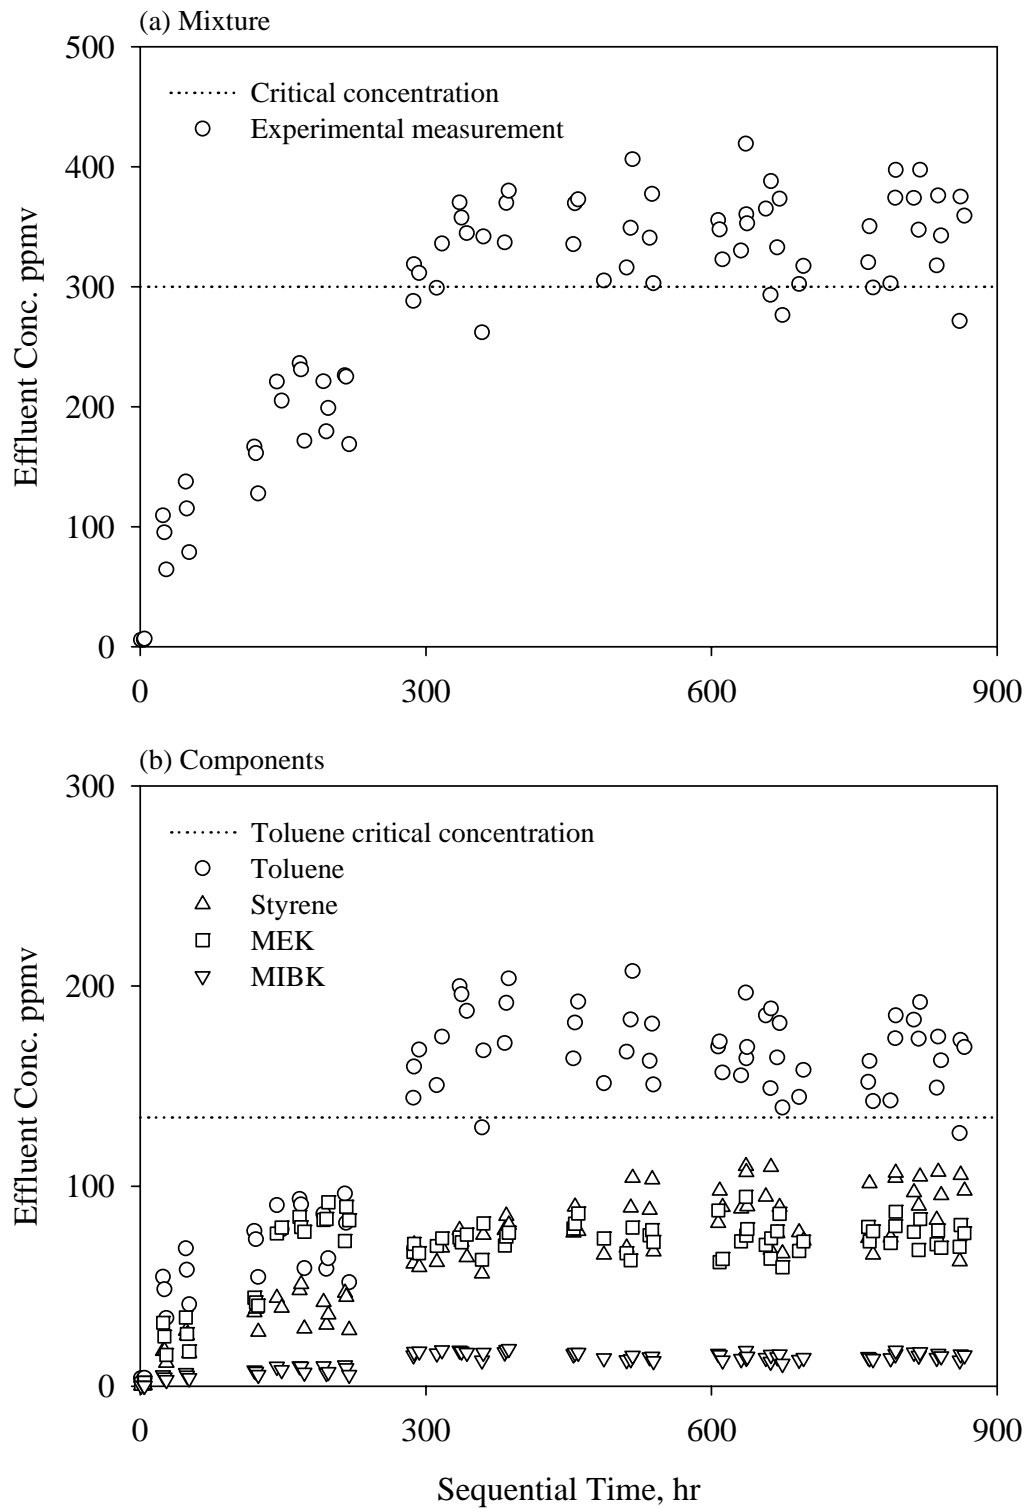 (a) Mixture
500
400
300
200
100
0
Effluent Conc. ppmv
Critical concentration
Experimental measurement
0 300 600 900
(b) Components
300
200
100
0
Effluent Conc. ppmv
Toluene critical concentration
Toluene
Styrene
MEK
MIBK
0 300 600 900
Sequential Time, hr